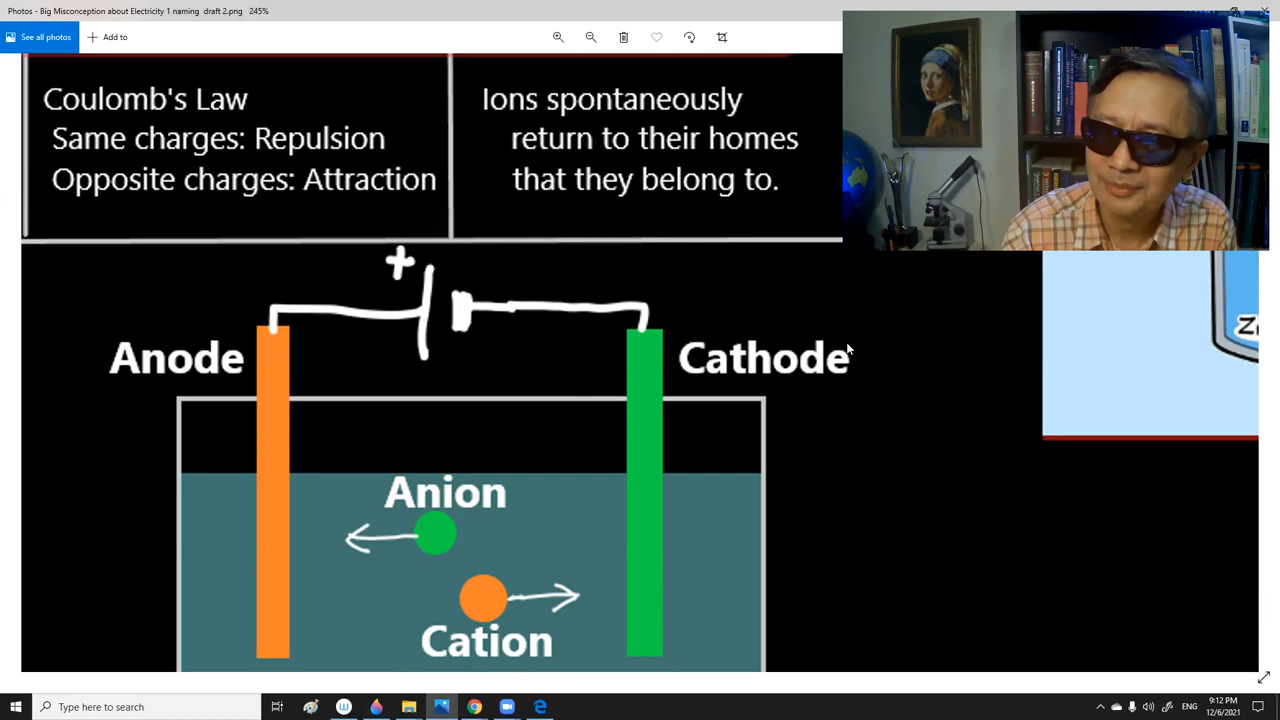 Photos - Big Misconception about Electricity 1 naming draft 2.png 245%
See all photos
Add to
Coulomb's Law
Same charges: Repulsion
Opposite charges: Attraction
Ions spontaneously
return to their homes
that they belong to.
+
Anode
Cathode
Anion
Cation
Type here to search
ENG
9:12 PM
12/6/2021